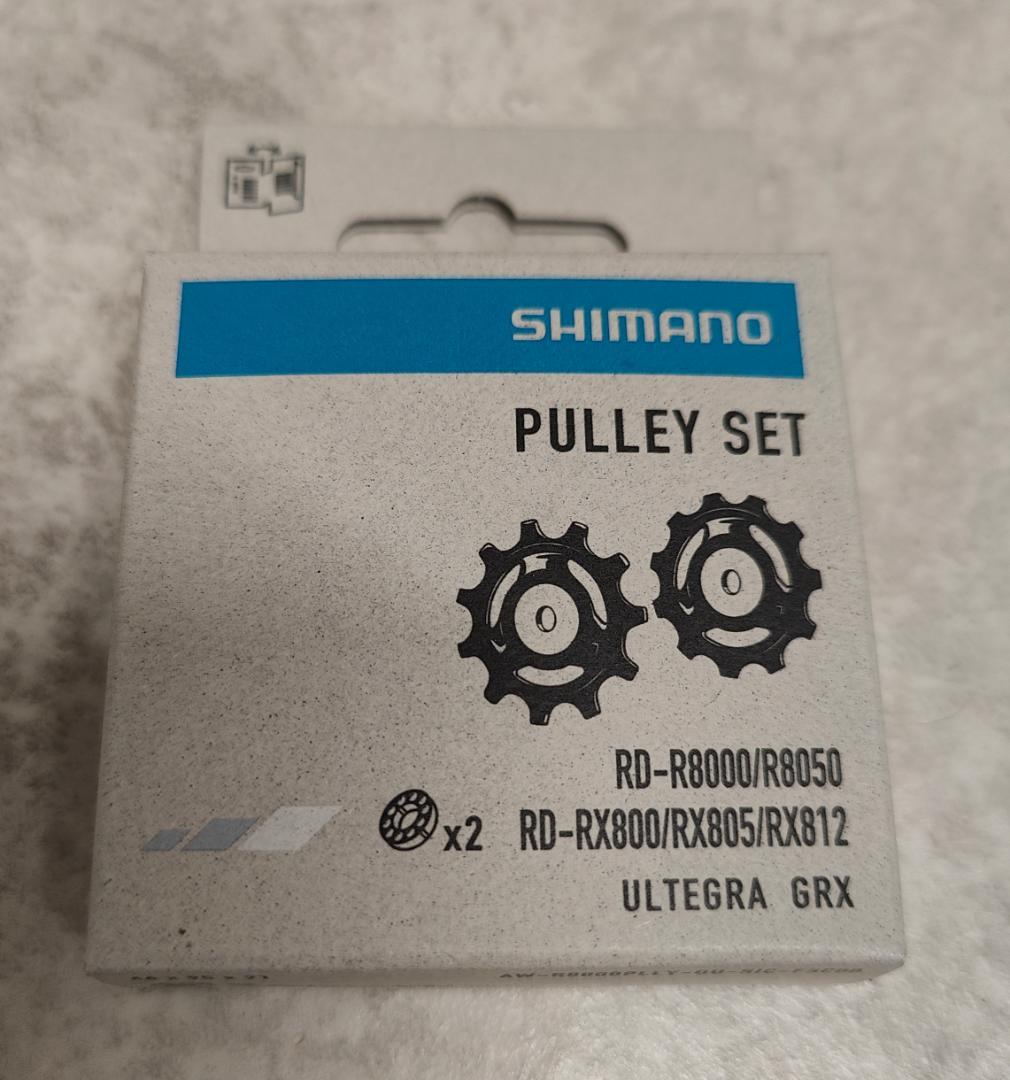 SHIMANO
PULLEY SET
RD-R8000/R8050
x2 RD-RX800/RX805/RX812
ULTEGRA GRX